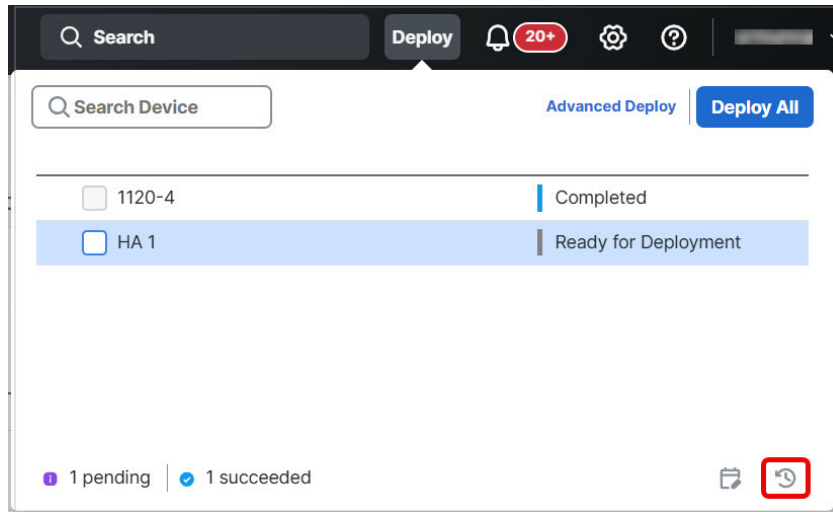 Search Deploy 20+
Search Device Advanced Deploy Deploy All
1120-4 Completed
HA 1 Ready for Deployment
1 pending 1 succeeded